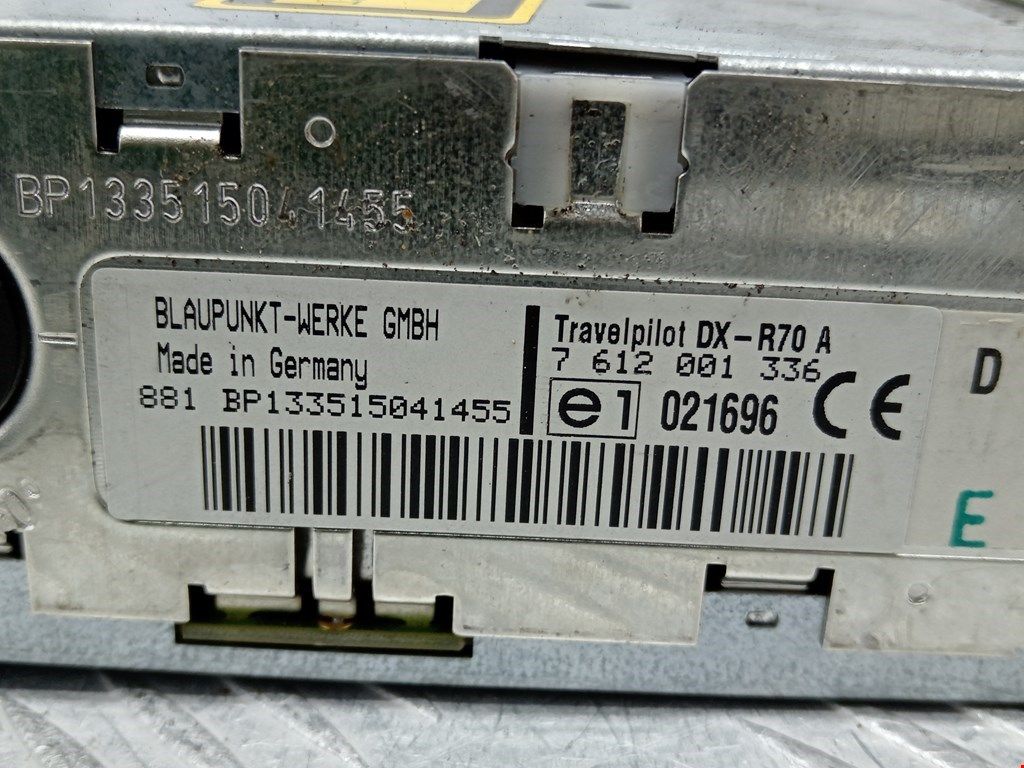 BP133515041455
BLAUPUNKT-WERKE GMBH
Made in Germany
881 BP133515041455
Travelpilot DX-R70 A
7 612 001 336
e1 021696 CE
D
E